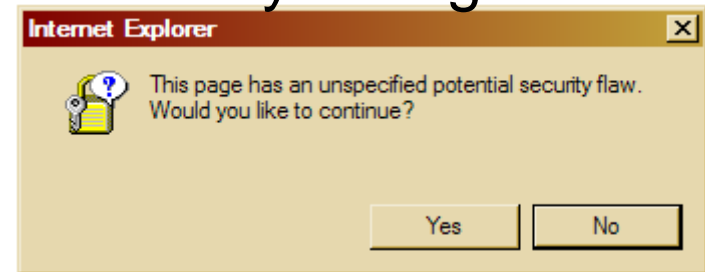 Internet Explorer
This page has an unspecified potential security flaw.
Would you like to continue?
Yes No